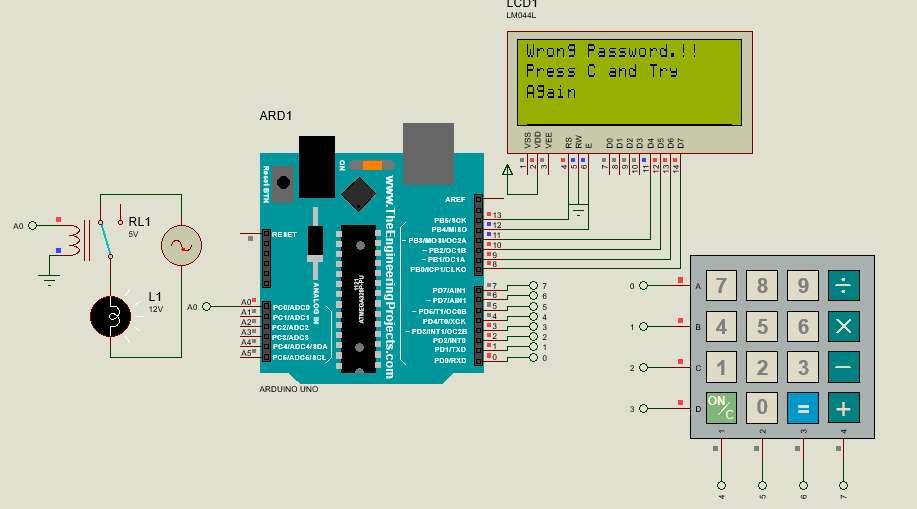 LCD1
LM044L
Wrong Password.!!
Press C and Try
Again
VSS
VDD
VEE
RS
RW
E
D0
D1
D2
D3
D4
D5
D6
D7
1
2
3
4
5
6
7
8
9
10
11
12
13
14
ARD1
Reset BTN
ON
www.TheEngineeringProjects.com
ATMEGA328P-PU
1121
ANALOG IN
RESET
AREF
PB5/SCK
PB4/MISO
~ PB3/MOSI/OC2A
~ PB2/OC1B
~ PB1/OC1A
PB0/ICP1/CLKO
13
12
11
10
9
8
PD7/AIN1
~ PD7/AIN1
~ PD5/T1/OC0B
PD4/T0/XCK
~ PD3/INT1/OC2B
PD2/INT0
PD1/TXD
PD0/RXD
7
6
5
4
3
2
1
0
7
6
5
4
3
2
1
0
A0
A1
A2
A3
A4
A5
PC0/ADC0
PC1/ADC1
PC2/ADC2
PC3/ADC3
PC4/ADC4/SDA
PC5/ADC5/SCL
ARDUINO UNO
A0
RL1
5V
L1
12V
A0
0 A 7 8 9 ÷
1 B 4 5 6 ×
2 C 1 2 3 −
3 D ON/C 0 = +
1 2 3 4
4 5 6 7